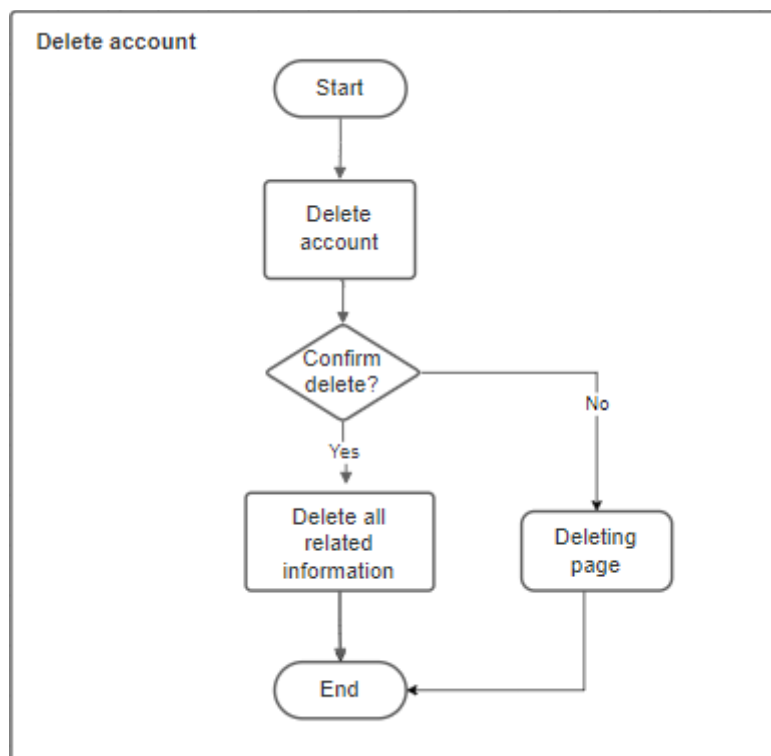 Delete account
Start
Delete
account
Confirm
delete?
No
Yes
Delete all
related
information
Deleting
page
End